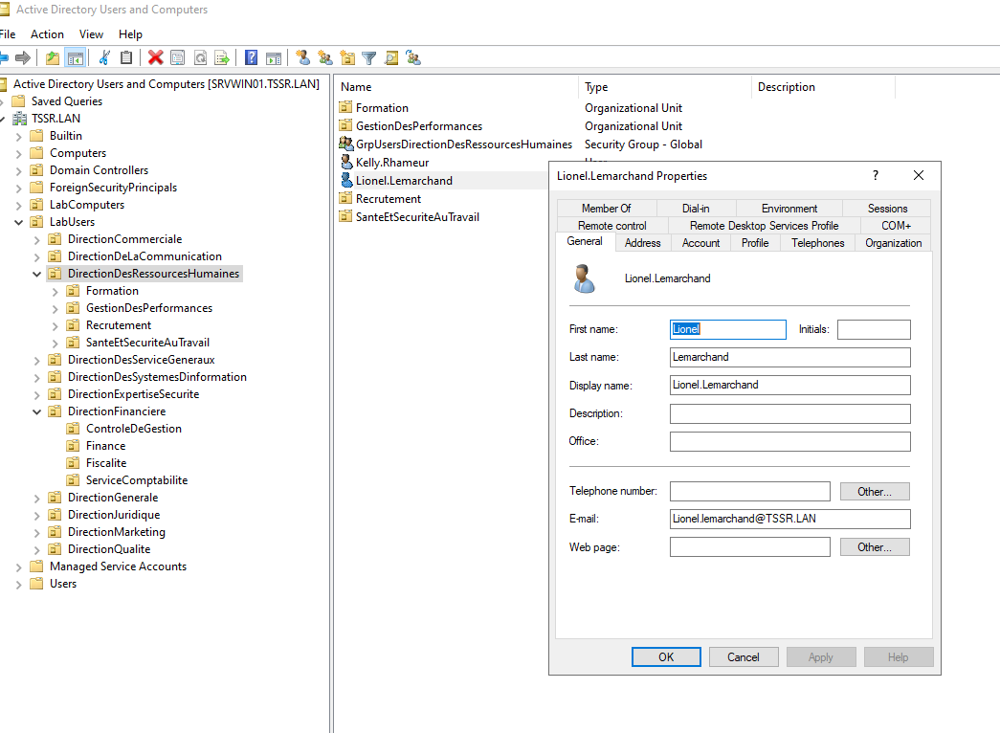 Active Directory Users and Computers
File Action View Help
Active Directory Users and Computers [SRVWIN01.TSSR.LAN]
Saved Queries
TSSR.LAN
Builtin
Computers
Domain Controllers
ForeignSecurityPrincipals
LabComputers
LabUsers
DirectionCommerciale
DirectionDeLaCommunication
DirectionDesRessourcesHumaines
Formation
GestionDesPerformances
Recrutement
SanteEtSecuriteAuTravail
DirectionDesServiceGeneraux
DirectionDesSystemesDinformation
DirectionExpertiseSecurite
DirectionFinanciere
ControleDeGestion
Finance
Fiscalite
ServiceComptabilite
DirectionGenerale
DirectionJuridique
DirectionMarketing
DirectionQualite
Managed Service Accounts
Users
Name Type Description
Formation Organizational Unit
GestionDesPerformances Organizational Unit
GrpUsersDirectionDesRessourcesHumaines Security Group - Global
Kelly.Rhameur
Lionel.Lemarchand
Recrutement
SanteEtSecuriteAuTravail
Lionel.Lemarchand Properties ?
Member Of Dial-in Environment Sessions
Remote control Remote Desktop Services Profile COM+
General Address Account Profile Telephones Organization
Lionel.Lemarchand
First name: Lionel Initials:
Last name: Lemarchand
Display name: Lionel.Lemarchand
Description:
Office:
Telephone number: Other...
E-mail: Lionel.lemarchand@TSSR.LAN
Web page: Other...
OK Cancel Apply Help